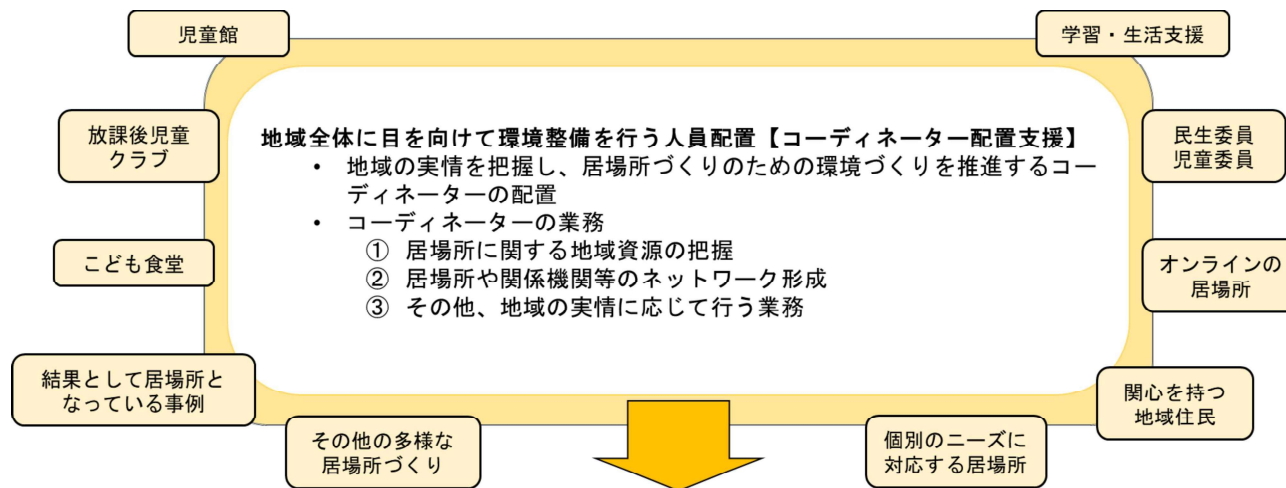 児童館
学習・生活支援
放課後児童
クラブ
地域全体に目を向けて環境整備を行う人員配置【コーディネーター配置支援】
• 地域の実情を把握し、居場所づくりのための環境づくりを推進するコー
ディネーターの配置
• コーディネーターの業務
① 居場所に関する地域資源の把握
② 居場所や関係機関等のネットワーク形成
③ その他、地域の実情に応じて行う業務
民生委員
児童委員
こども食堂
オンラインの
居場所
結果として居場所と
なっている事例
関心を持つ
地域住民
その他の多様な
居場所づくり
個別のニーズに
対応する居場所